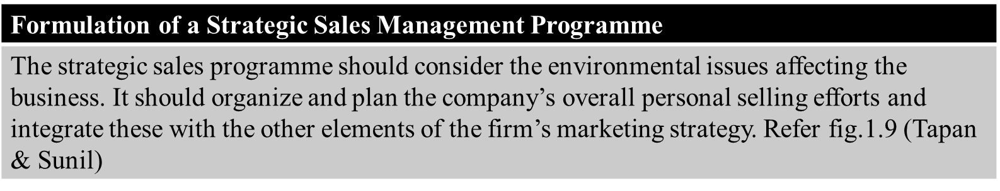 Formulation of a Strategic Sales Management Programme
The strategic sales programme should consider the environmental issues affecting the
business. It should organize and plan the company’s overall personal selling efforts and
integrate these with the other elements of the firm’s marketing strategy. Refer fig.1.9 (Tapan
& Sunil)